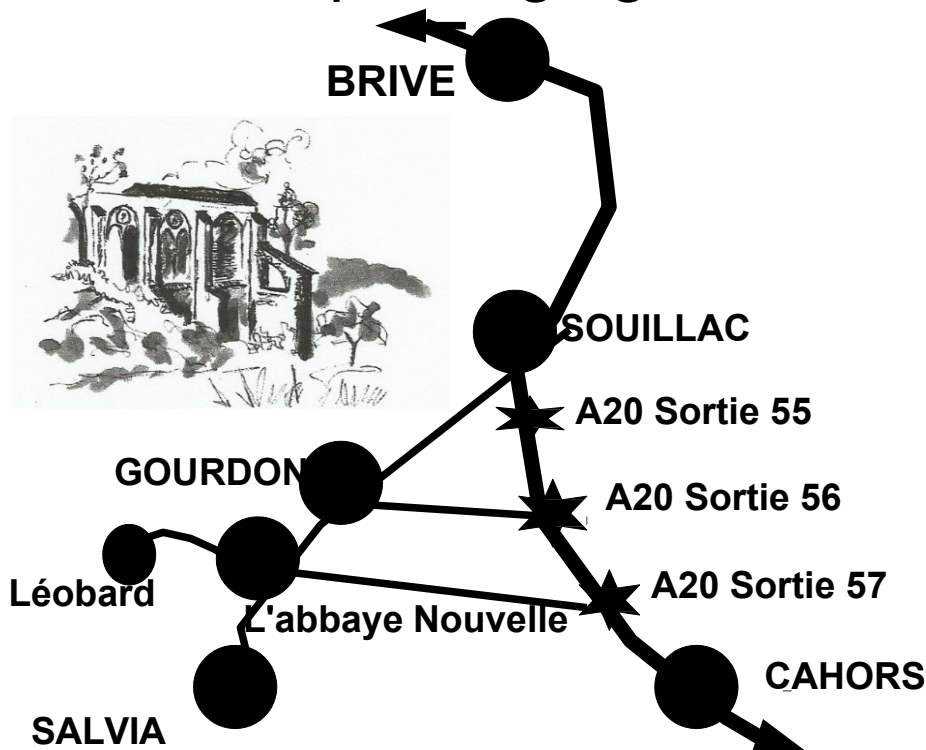 BRIVE
SOUILLAC
A20 Sortie 55
GOURDON
A20 Sortie 56
Léobard
A20 Sortie 57
L'abbaye Nouvelle
CAHORS
SALVIA